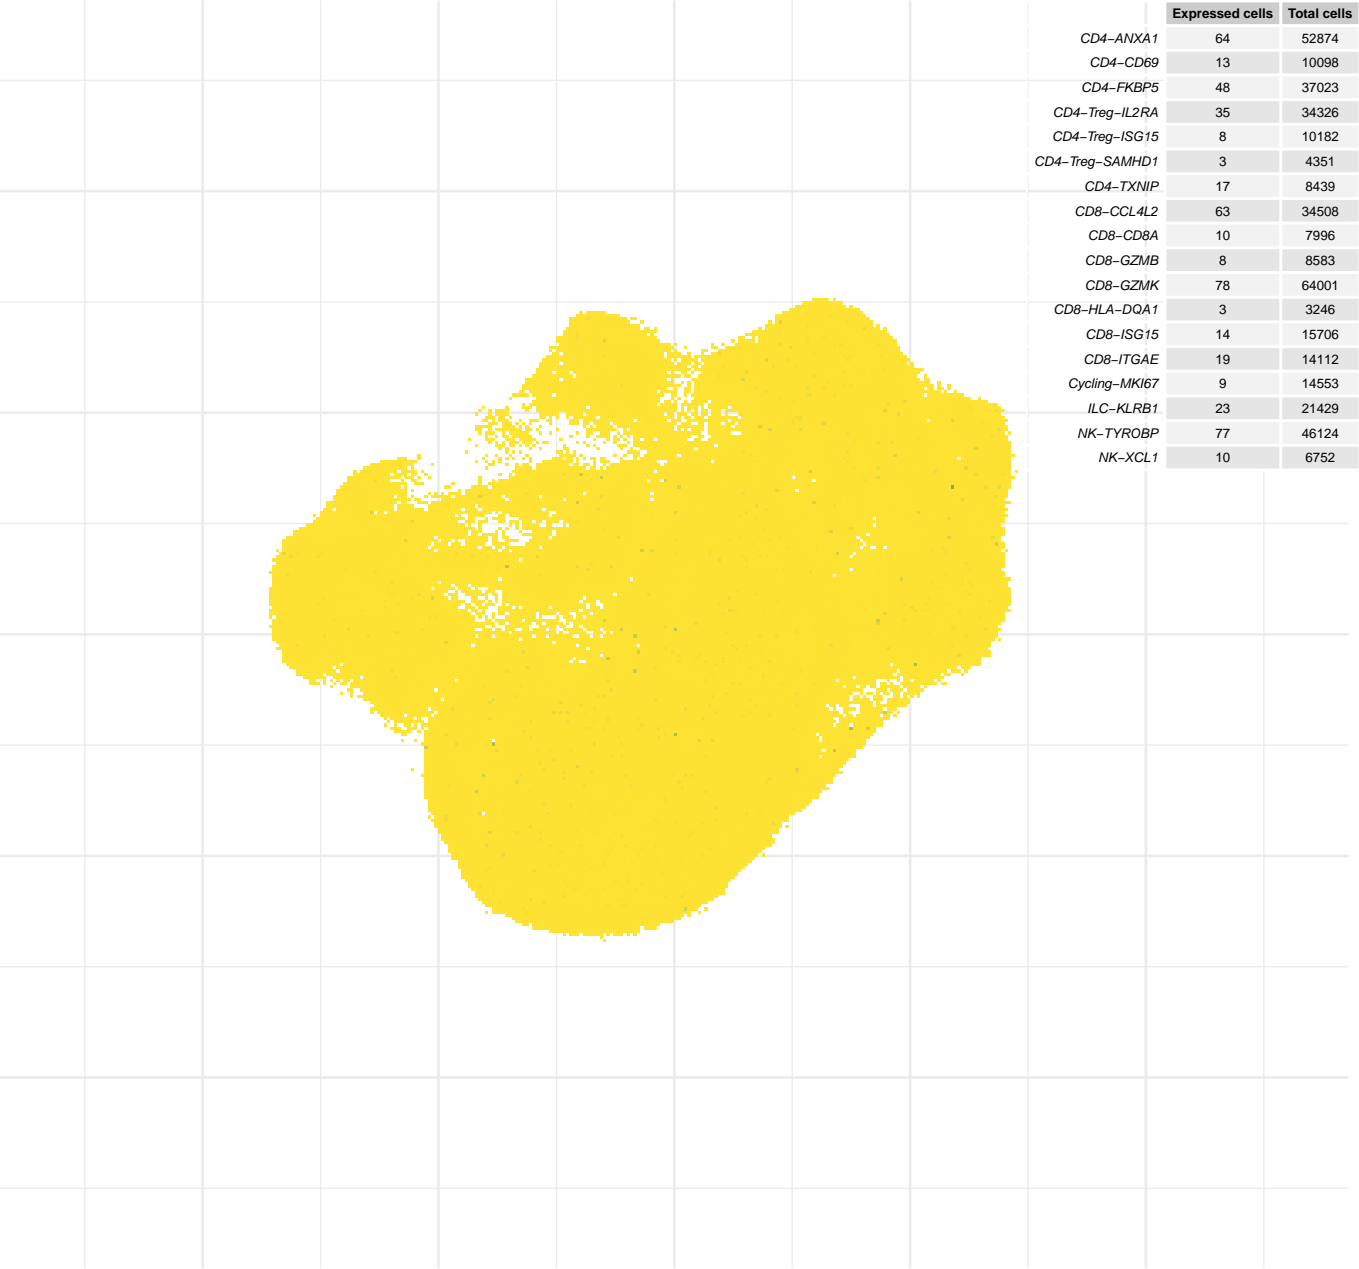 Expressed cells Total cells
CD4−ANXA1 64 52874
CD4−CD69 13 10098
CD4−FKBP5 48 37023
CD4−Treg−IL2RA 35 34326
CD4−Treg−ISG15 8 10182
CD4−Treg−SAMHD1 3 4351
CD4−TXNIP 17 8439
CD8−CCL4L2 63 34508
CD8−CD8A 10 7996
CD8−GZMB 8 8583
CD8−GZMK 78 64001
CD8−HLA−DQA1 3 3246
CD8−ISG15 14 15706
CD8−ITGAE 19 14112
Cycling−MKI67 9 14553
ILC−KLRB1 23 21429
NK−TYROBP 77 46124
NK−XCL1 10 6752